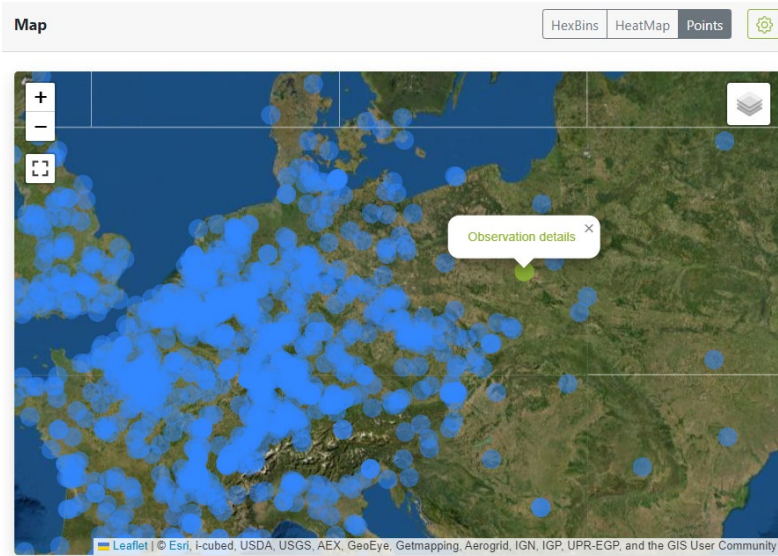 Map
HexBins
HeatMap
Points
+
−
Observation details
×
Leaflet | © Esri, i-cubed, USDA, USGS, AEX, GeoEye, Getmapping, Aerogrid, IGN, IGP, UPR-EGP, and the GIS User Community